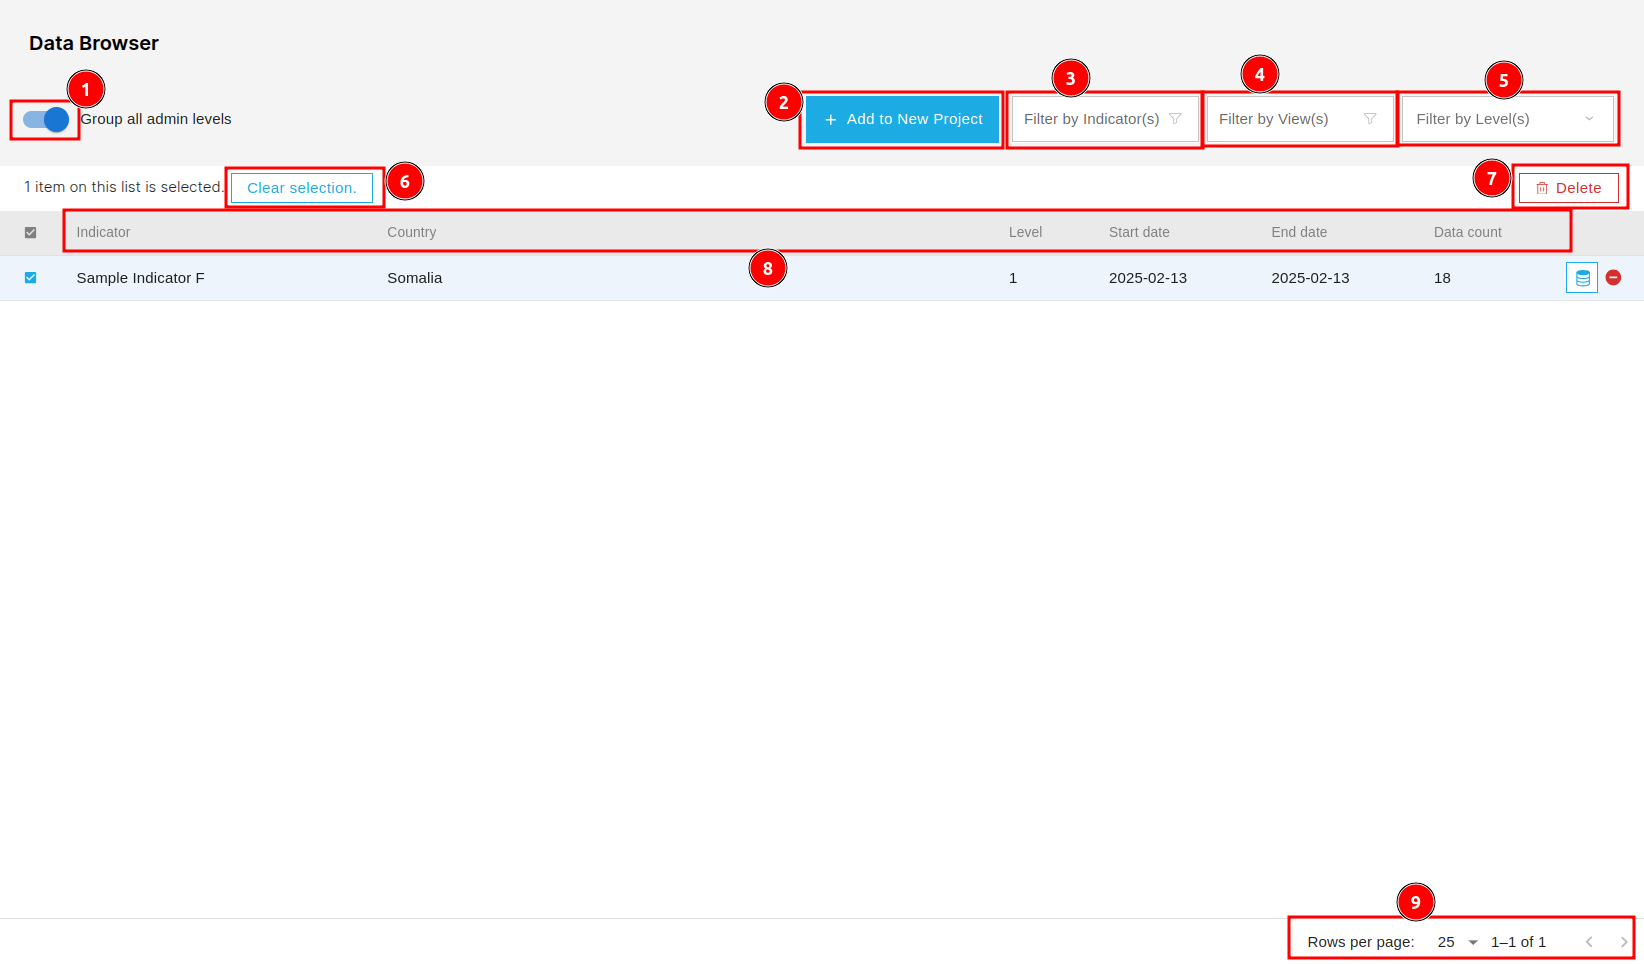 Data Browser
1
Group all admin levels
2
+ Add to New Project
3
Filter by Indicator(s)
4
Filter by View(s)
5
Filter by Level(s)
1 item on this list is selected.
Clear selection.
6
7
Delete
Indicator Country Level Start date End date Data count
8
Sample Indicator F Somalia 1 2025-02-13 2025-02-13 18
9
Rows per page: 25 1–1 of 1